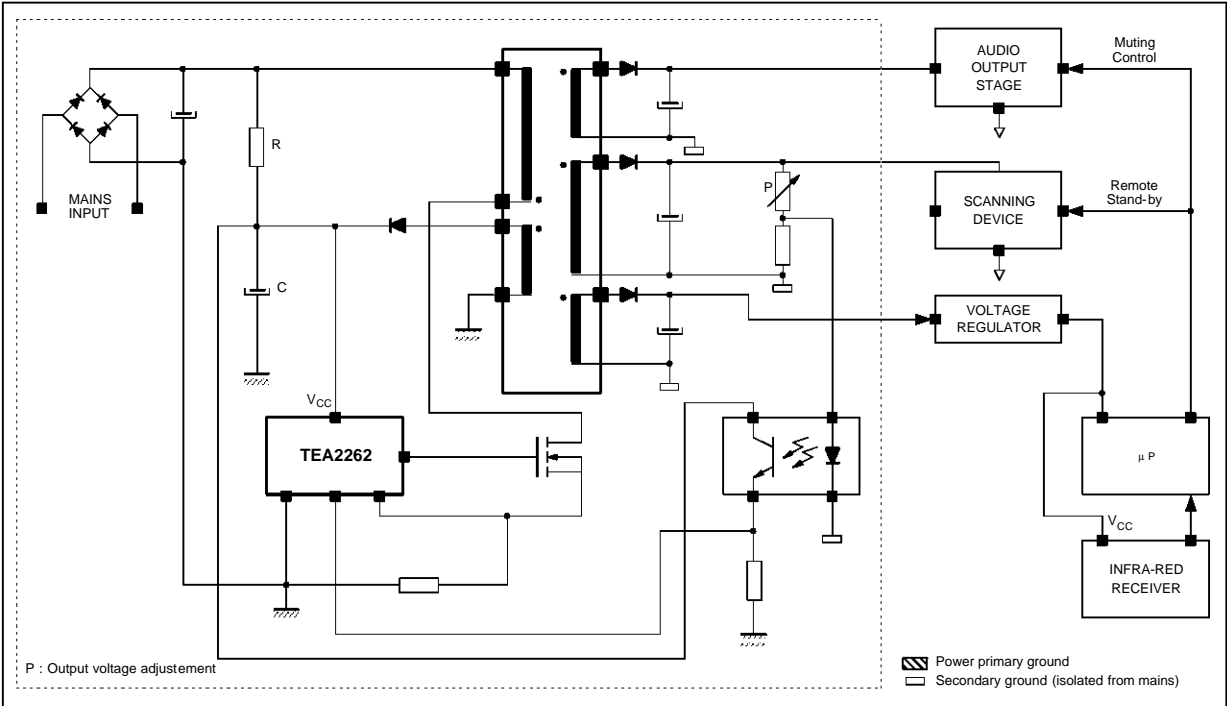 AUDIO
OUTPUT
STAGE
Muting
Control
R
MAINS
INPUT
P
SCANNING
DEVICE
Remote
Stand-by
C
VOLTAGE
REGULATOR
VCC
TEA2262
μ P
VCC
INFRA-RED
RECEIVER
P : Output voltage adjustement
Power primary ground
Secondary ground (isolated from mains)